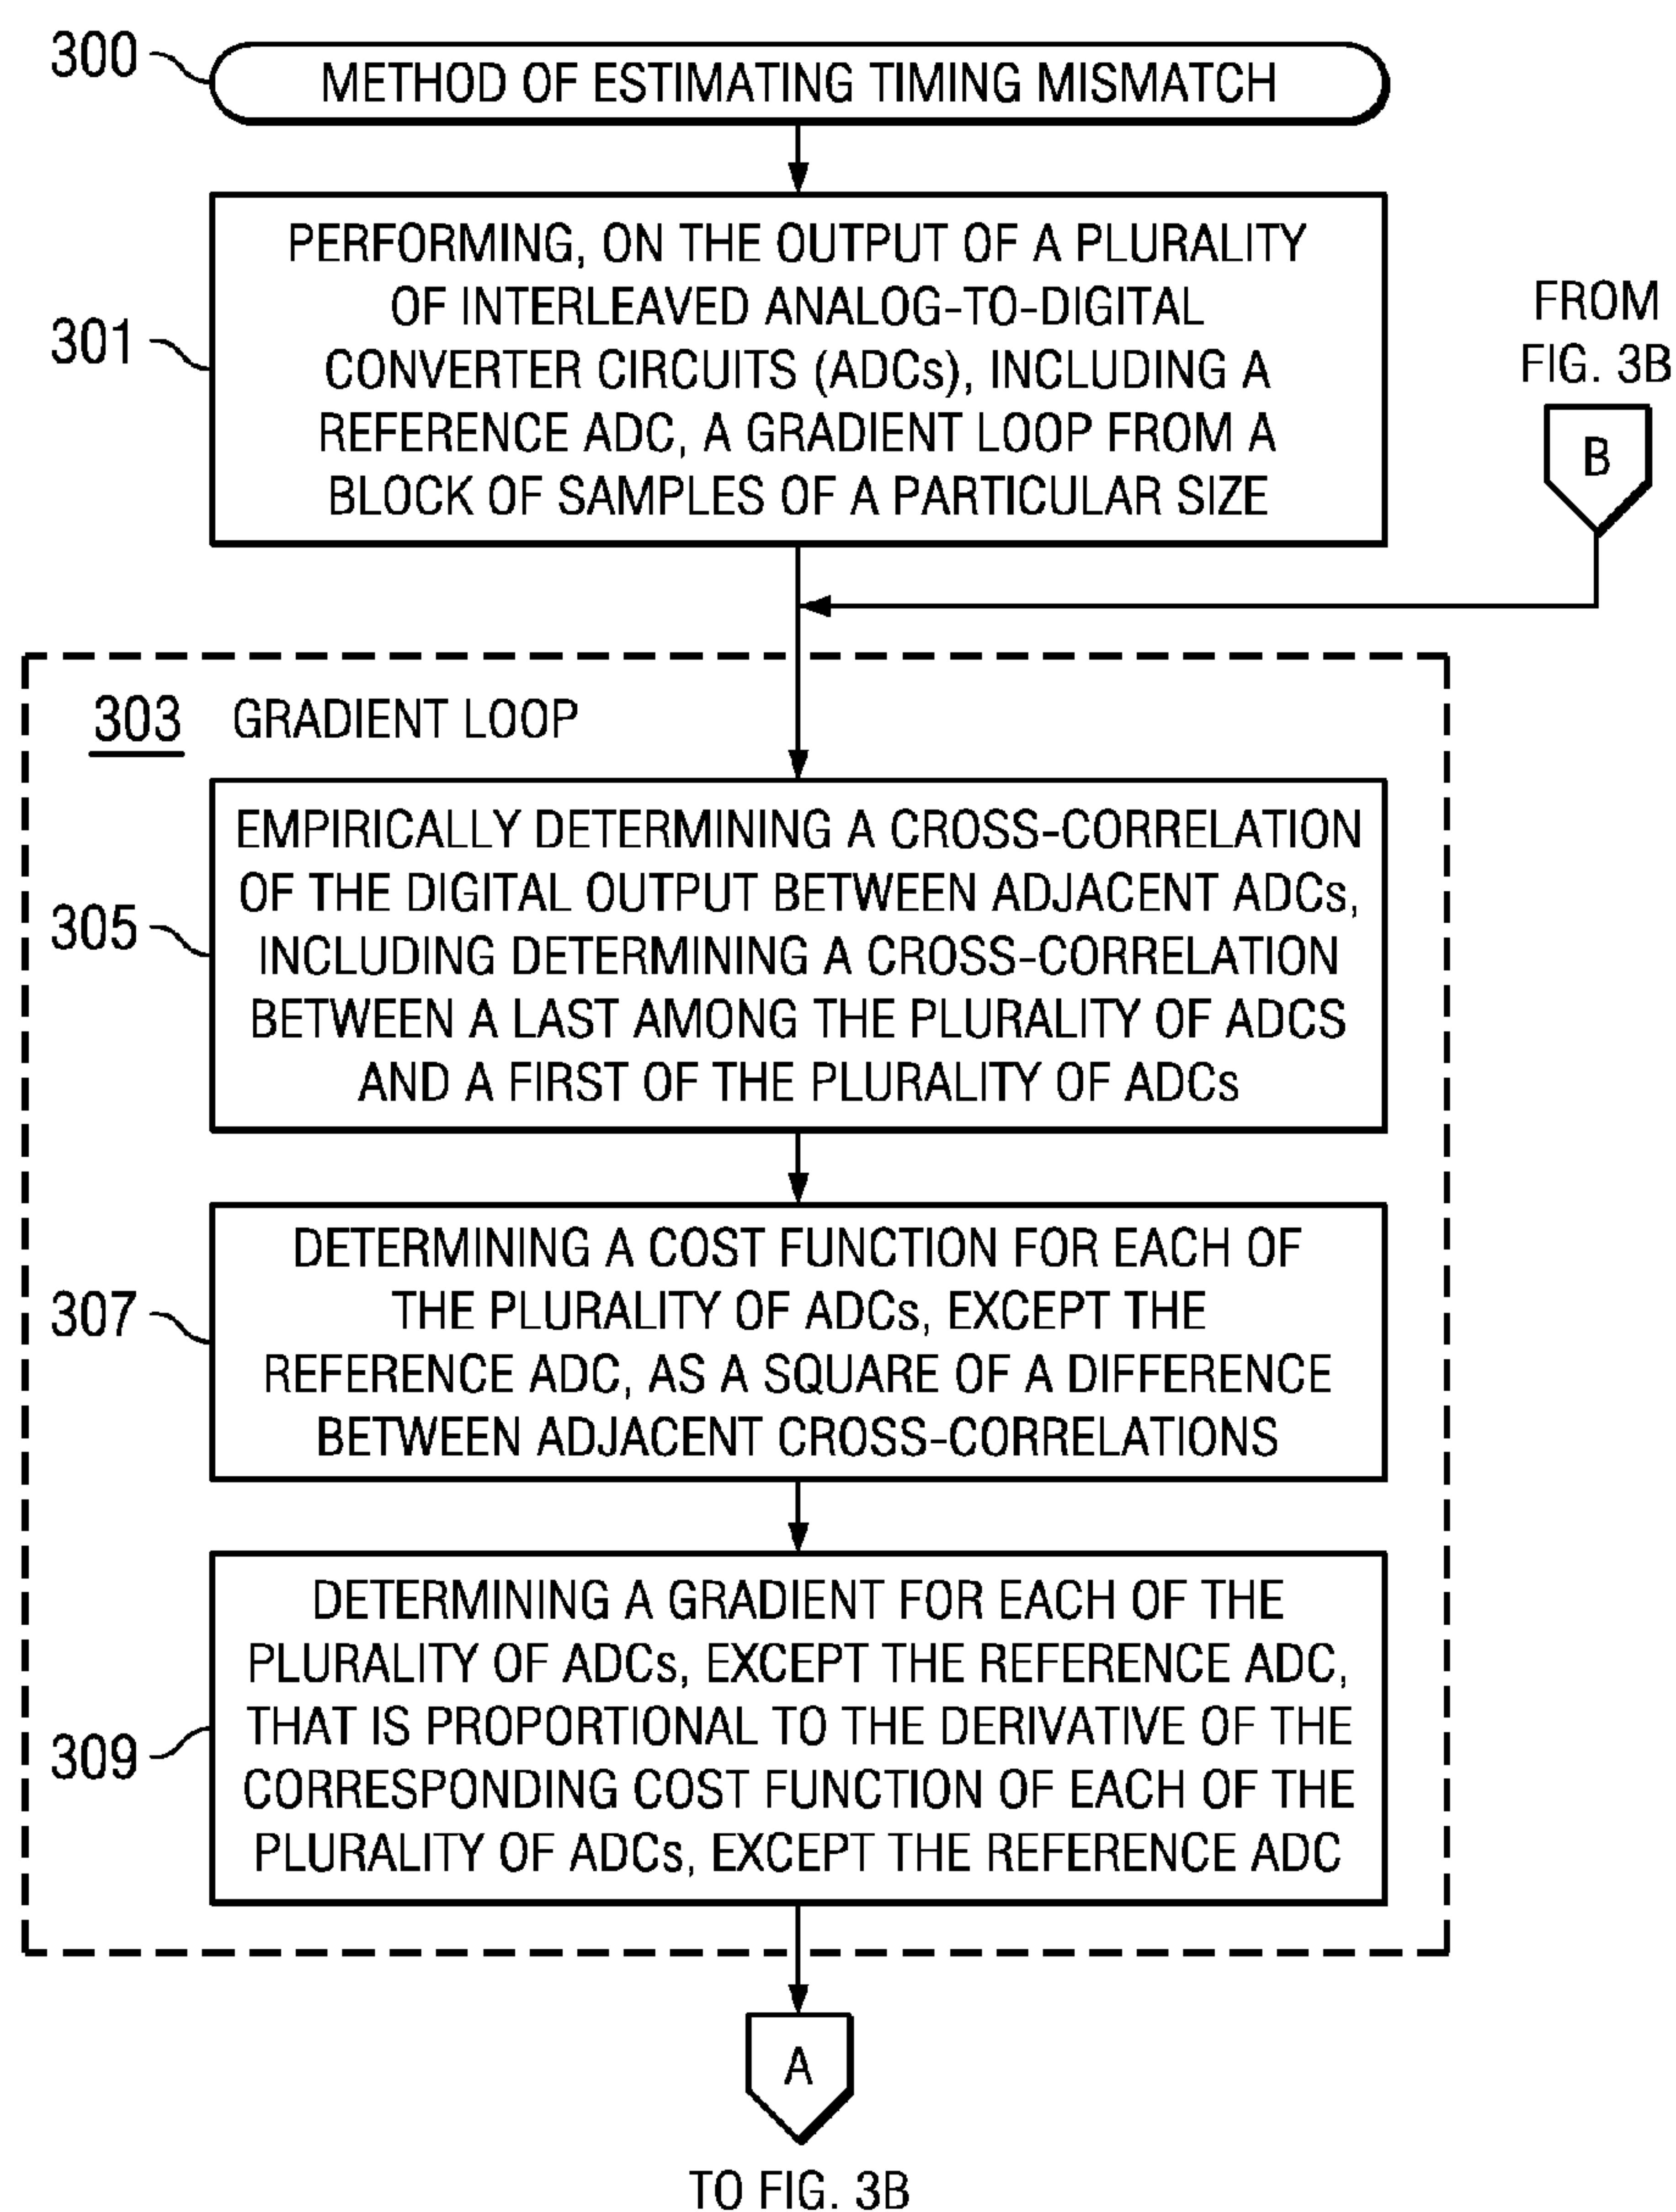 300
METHOD OF ESTIMATING TIMING MISMATCH
301
PERFORMING, ON THE OUTPUT OF A PLURALITY
OF INTERLEAVED ANALOG-TO-DIGITAL
CONVERTER CIRCUITS (ADCs), INCLUDING A
REFERENCE ADC, A GRADIENT LOOP FROM A
BLOCK OF SAMPLES OF A PARTICULAR SIZE
FROM
FIG. 3B
B
303 GRADIENT LOOP
305
EMPIRICALLY DETERMINING A CROSS-CORRELATION
OF THE DIGITAL OUTPUT BETWEEN ADJACENT ADCs,
INCLUDING DETERMINING A CROSS-CORRELATION
BETWEEN A LAST AMONG THE PLURALITY OF ADCS
AND A FIRST OF THE PLURALITY OF ADCs
307
DETERMINING A COST FUNCTION FOR EACH OF
THE PLURALITY OF ADCs, EXCEPT THE
REFERENCE ADC, AS A SQUARE OF A DIFFERENCE
BETWEEN ADJACENT CROSS-CORRELATIONS
309
DETERMINING A GRADIENT FOR EACH OF THE
PLURALITY OF ADCs, EXCEPT THE REFERENCE ADC,
THAT IS PROPORTIONAL TO THE DERIVATIVE OF THE
CORRESPONDING COST FUNCTION OF EACH OF THE
PLURALITY OF ADCs, EXCEPT THE REFERENCE ADC
A
TO FIG. 3B